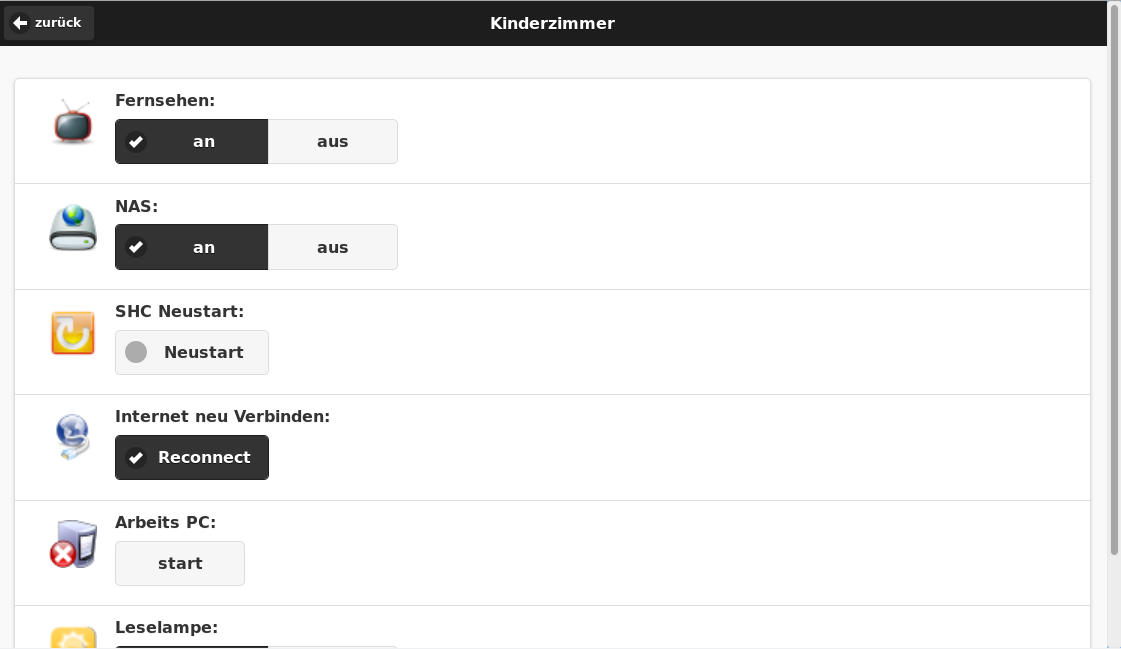 zurück
Kinderzimmer
Fernsehen:
an aus
NAS:
an aus
SHC Neustart:
Neustart
Internet neu Verbinden:
Reconnect
Arbeits PC:
start
Leselampe: